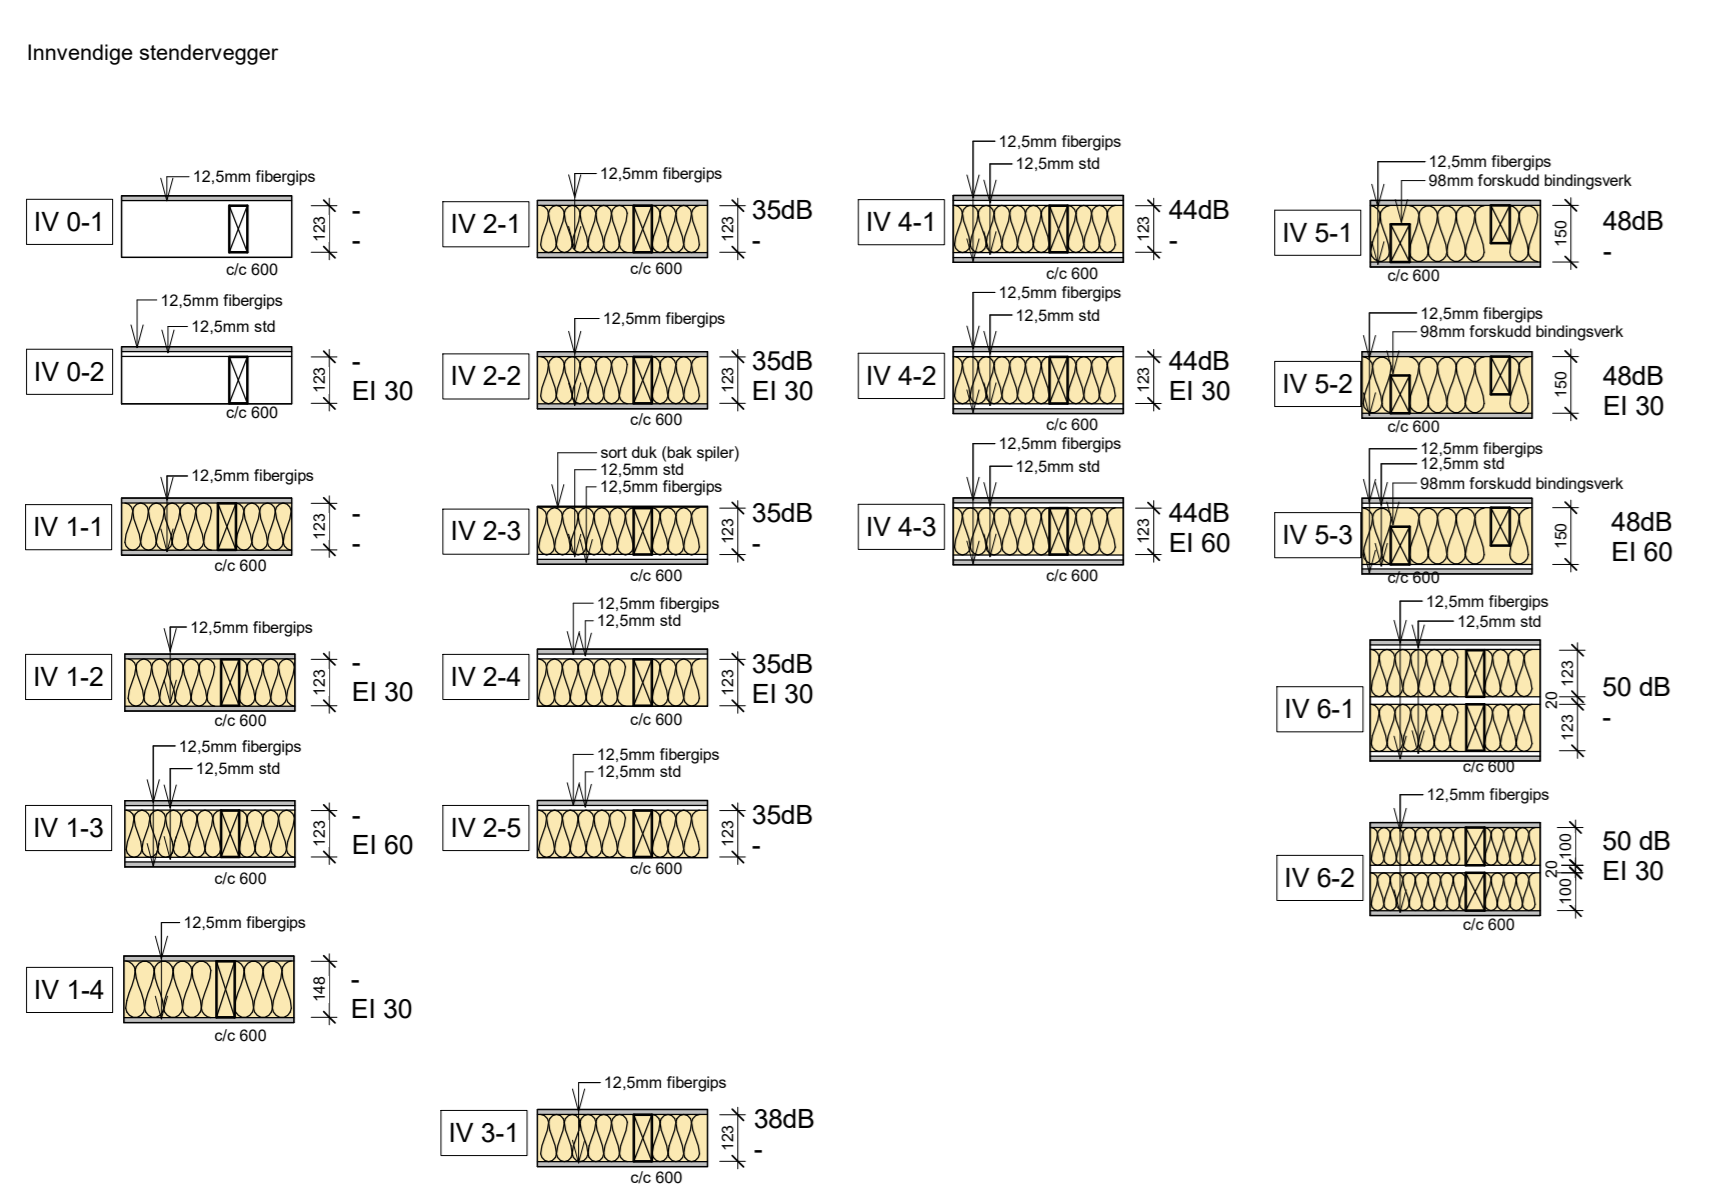 Innvendige stendervegger
IV 0-1
12,5mm fibergips
c/c 600
123
-
-
IV 0-2
12,5mm fibergips
12,5mm std
c/c 600
123
-
EI 30
IV 1-1
12,5mm fibergips
c/c 600
123
-
-
IV 1-2
12,5mm fibergips
c/c 600
123
-
EI 30
IV 1-3
12,5mm fibergips
12,5mm std
c/c 600
123
-
EI 60
IV 1-4
12,5mm fibergips
c/c 600
148
-
EI 30
IV 2-1
12,5mm fibergips
c/c 600
123
35dB
-
IV 2-2
12,5mm fibergips
c/c 600
123
35dB
EI 30
IV 2-3
sort duk (bak spiler)
12,5mm std
12,5mm fibergips
c/c 600
123
35dB
-
IV 2-4
12,5mm fibergips
12,5mm std
c/c 600
123
35dB
EI 30
IV 2-5
12,5mm fibergips
12,5mm std
c/c 600
123
35dB
-
IV 3-1
12,5mm fibergips
c/c 600
123
38dB
-
IV 4-1
12,5mm fibergips
12,5mm std
c/c 600
123
44dB
-
IV 4-2
12,5mm fibergips
12,5mm std
c/c 600
123
44dB
EI 30
IV 4-3
12,5mm fibergips
12,5mm std
c/c 600
123
44dB
EI 60
IV 5-1
12,5mm fibergips
98mm forskudd bindingsverk
c/c 600
150
48dB
-
IV 5-2
12,5mm fibergips
98mm forskudd bindingsverk
c/c 600
150
48dB
EI 30
IV 5-3
12,5mm fibergips
12,5mm std
98mm forskudd bindingsverk
c/c 600
150
48dB
EI 60
IV 6-1
12,5mm fibergips
12,5mm std
c/c 600
123
20
123
50 dB
-
IV 6-2
12,5mm fibergips
c/c 600
100
20
100
50 dB
EI 30